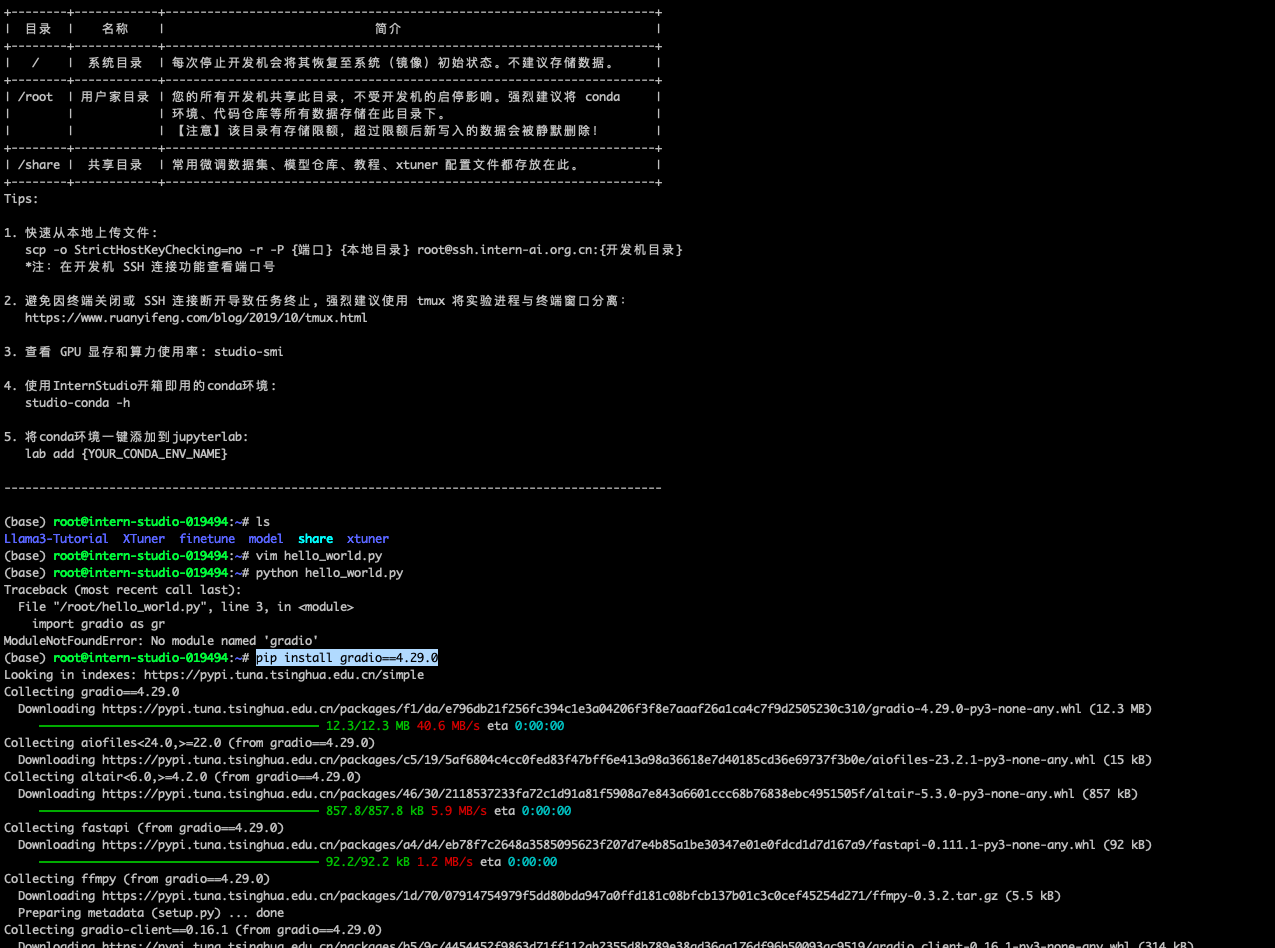 +--------+------------+----------------------------------------------------------------------+
| 目录 | 名称 | 简介 |
+--------+------------+----------------------------------------------------------------------+
| / | 系统目录 | 每次停止开发机会将其恢复至系统（镜像）初始状态。不建议存储数据。 |
+--------+------------+----------------------------------------------------------------------+
| /root | 用户家目录 | 您的所有开发机共享此目录，不受开发机的启停影响。强烈建议将 conda |
| | | 环境、代码仓库等所有数据存储在此目录下。 |
| | | 【注意】该目录有存储限额，超过限额后新写入的数据会被静默删除！ |
+--------+------------+----------------------------------------------------------------------+
| /share | 共享目录 | 常用微调数据集、模型仓库、教程、xtuner 配置文件都存放在此。 |
+--------+------------+----------------------------------------------------------------------+
Tips:
1. 快速从本地上传文件：
scp -o StrictHostKeyChecking=no -r -P {端口} {本地目录} root@ssh.intern-ai.org.cn:{开发机目录}
*注：在开发机 SSH 连接功能查看端口号
2. 避免因终端关闭或 SSH 连接断开导致任务终止，强烈建议使用 tmux 将实验进程与终端窗口分离：
https://www.ruanyifeng.com/blog/2019/10/tmux.html
3. 查看 GPU 显存和算力使用率：studio-smi
4. 使用InternStudio开箱即用的conda环境：
studio-conda -h
5. 将conda环境一键添加到jupyterlab:
lab add {YOUR_CONDA_ENV_NAME}
----------------------------------------------------------------------------------------------
(base) root@intern-studio-019494:~# ls
Llama3-Tutorial XTuner finetune model share xtuner
(base) root@intern-studio-019494:~# vim hello_world.py
(base) root@intern-studio-019494:~# python hello_world.py
Traceback (most recent call last):
File "/root/hello_world.py", line 3, in <module>
import gradio as gr
ModuleNotFoundError: No module named 'gradio'
(base) root@intern-studio-019494:~# pip install gradio==4.29.0
Looking in indexes: https://pypi.tuna.tsinghua.edu.cn/simple
Collecting gradio==4.29.0
Downloading https://pypi.tuna.tsinghua.edu.cn/packages/f1/da/e796db21f256fc394c1e3a04206f3f8e7aaaf26a1ca4c7f9d2505230c310/gradio-4.29.0-py3-none-any.whl (12.3 MB)
12.3/12.3 MB 40.6 MB/s eta 0:00:00
Collecting aiofiles<24.0,>=22.0 (from gradio==4.29.0)
Downloading https://pypi.tuna.tsinghua.edu.cn/packages/c5/19/5af6804c4cc0fed83f47bff6e413a98a36618e7d40185cd36e69737f3b0e/aiofiles-23.2.1-py3-none-any.whl (15 kB)
Collecting altair<6.0,>=4.2.0 (from gradio==4.29.0)
Downloading https://pypi.tuna.tsinghua.edu.cn/packages/46/30/2118537233fa72c1d91a81f5908a7e843a6601ccc68b76838ebc4951505f/altair-5.3.0-py3-none-any.whl (857 kB)
857.8/857.8 kB 5.9 MB/s eta 0:00:00
Collecting fastapi (from gradio==4.29.0)
Downloading https://pypi.tuna.tsinghua.edu.cn/packages/a4/d4/eb78f7c2648a3585095623f207d7e4b85a1be30347e01e0fdcd1d7d167a9/fastapi-0.111.1-py3-none-any.whl (92 kB)
92.2/92.2 kB 1.2 MB/s eta 0:00:00
Collecting ffmpy (from gradio==4.29.0)
Downloading https://pypi.tuna.tsinghua.edu.cn/packages/1d/70/07914754979f5dd80bda947a0ffd181c08bfcb137b01c3c0cef45254d271/ffmpy-0.3.2.tar.gz (5.5 kB)
Preparing metadata (setup.py) ... done
Collecting gradio-client==0.16.1 (from gradio==4.29.0)
Downloading